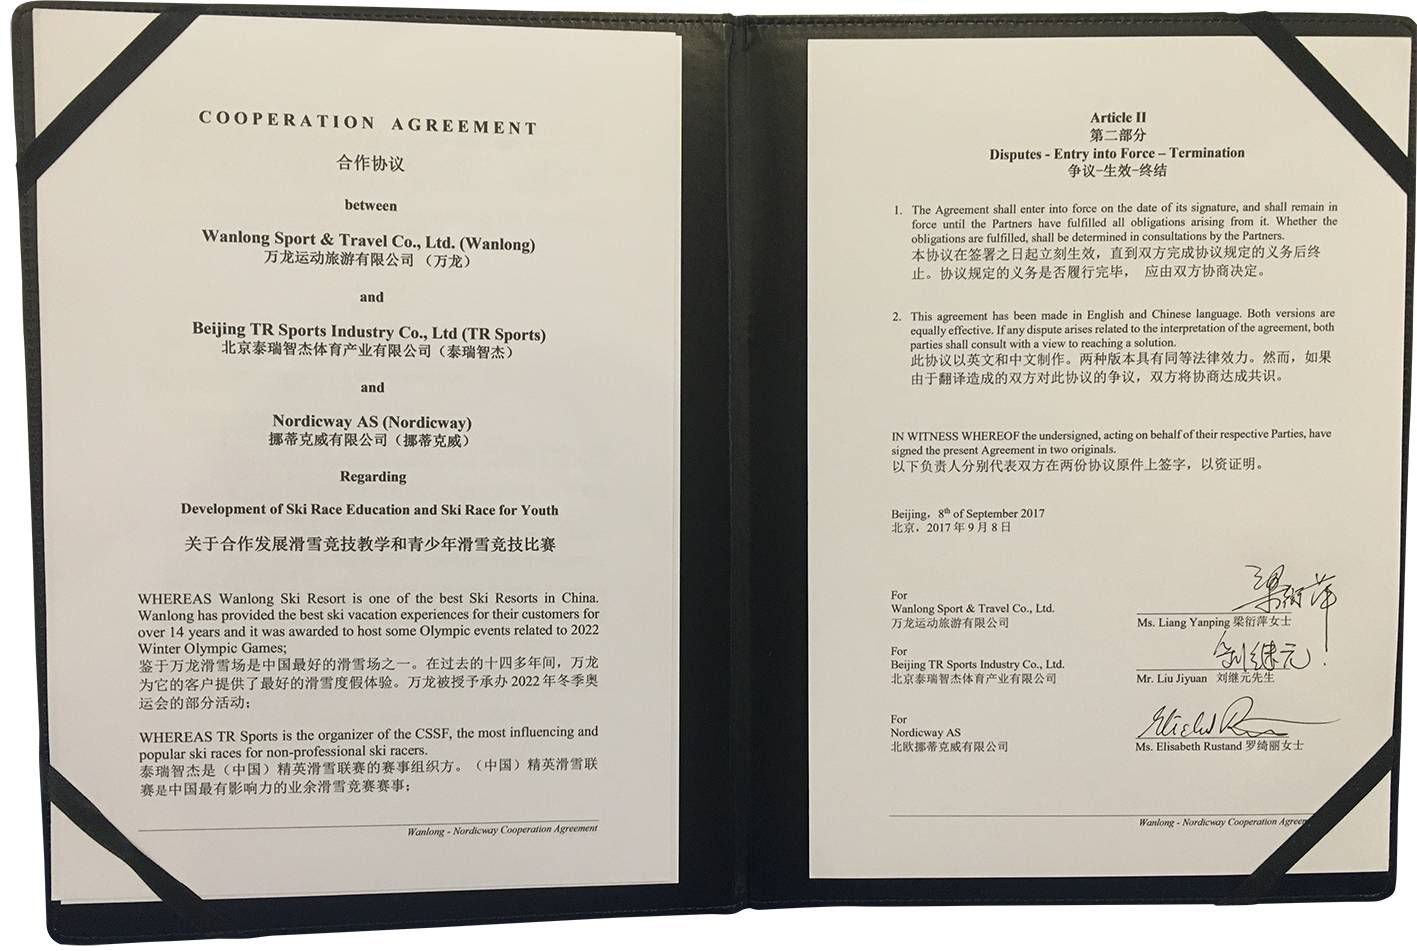 COOPERATION AGREEMENT
合作协议
between
Wanlong Sport & Travel Co., Ltd. (Wanlong)
万龙运动旅游有限公司（万龙）
and
Beijing TR Sports Industry Co., Ltd (TR Sports)
北京泰瑞智杰体育产业有限公司（泰瑞智杰）
and
Nordicway AS (Nordicway)
挪蒂克威有限公司（挪蒂克威）
Regarding
Development of Ski Race Education and Ski Race for Youth
关于合作发展滑雪竞技教学和青少年滑雪竞技比赛
WHEREAS Wanlong Ski Resort is one of the best Ski Resorts in China.
Wanlong has provided the best ski vacation experiences for their customers for
over 14 years and it was awarded to host some Olympic events related to 2022
Winter Olympic Games;
鉴于万龙滑雪场是中国最好的滑雪场之一。在过去的十四多年间，万龙
为它的客户提供了最好的滑雪度假体验。万龙被授予承办2022年冬季奥
运会的部分活动；
WHEREAS TR Sports is the organizer of the CSSF, the most influencing and
popular ski races for non-professional ski racers.
泰瑞智杰是（中国）精英滑雪联赛的赛事组织方。（中国）精英滑雪联
赛是中国最有影响力的业余滑雪竞赛赛事；
Wanlong - Nordicway Cooperation Agreement
Article II
第二部分
Disputes - Entry into Force – Termination
争议-生效-终结
1. The Agreement shall enter into force on the date of its signature, and shall remain in
force until the Partners have fulfilled all obligations arising from it. Whether the
obligations are fulfilled, shall be determined in consultations by the Partners.
本协议在签署之日起立刻生效，直到双方完成协议规定的义务后终
止。协议规定的义务是否履行完毕， 应由双方协商决定。
2. This agreement has been made in English and Chinese language. Both versions are
equally effective. If any dispute arises related to the interpretation of the agreement, both
parties shall consult with a view to reaching a solution.
此协议以英文和中文制作。两种版本具有同等法律效力。然而，如果
由于翻译造成的双方对此协议的争议，双方将协商达成共识。
IN WITNESS WHEREOF the undersigned, acting on behalf of their respective Parties, have
signed the present Agreement in two originals.
以下负责人分别代表双方在两份协议原件上签字，以资证明。
Beijing，8th of September 2017
北京，2017年9月8日
For
Wanlong Sport & Travel Co., Ltd.
万龙运动旅游有限公司
梁衍萍
Ms. Liang Yanping 梁衍萍女士
For
Beijing TR Sports Industry Co., Ltd.
北京泰瑞智杰体育产业有限公司
刘继元
Mr. Liu Jiyuan 刘继元先生
For
Nordicway AS
北欧挪蒂克威有限公司
Ms. Elisabeth Rustand 罗绮丽女士
Wanlong - Nordicway Cooperation Agreem